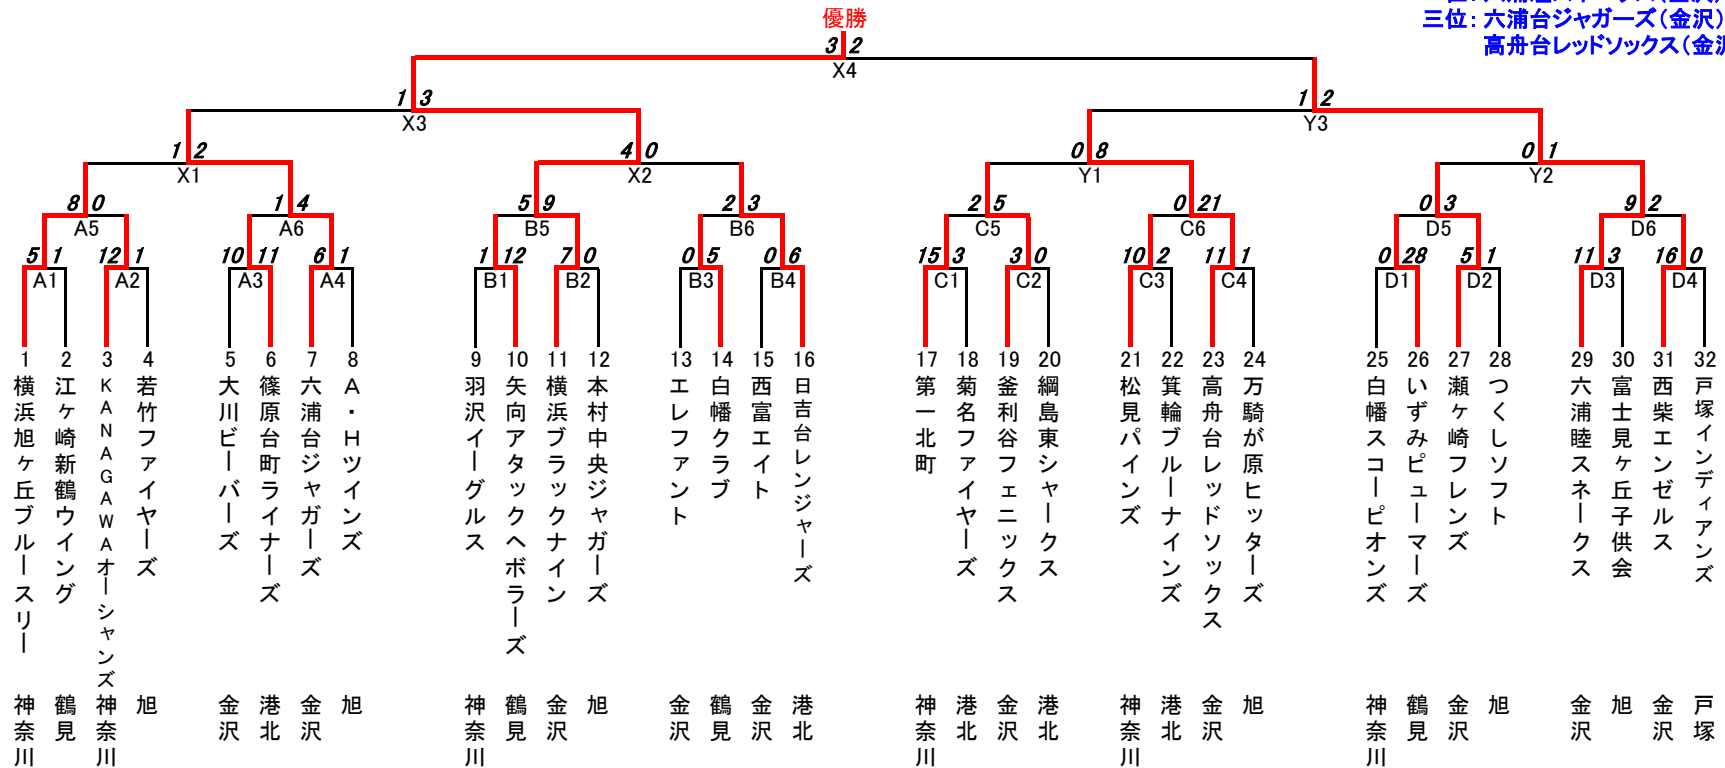 優勝
三位：六浦台ジャガーズ（金沢）
高舟台レッドソックス（金
3 2
X4
1 3
X3
1 2
Y3
1 2
X1
4 0
X2
0 8
Y1
0 1
Y2
8 0
A5
1 4
A6
5 9
B5
2 3
B6
2 5
C5
0 21
C6
0 3
D5
9 2
D6
5 1
A1
12 1
A2
10 11
A3
6 1
A4
1 12
B1
7 0
B2
0 5
B3
0 6
B4
15 3
C1
3 0
C2
10 2
C3
11 1
C4
0 28
D1
5 1
D2
11 3
D3
16 0
D4
1 横浜旭ヶ丘ブルースリー 神奈川
2 江ヶ崎新鶴ウイング 鶴見
3 KANAGAWAオーシャンズ 神奈川
4 若竹ファイヤーズ 旭
5 大川ビーバーズ 金沢
6 篠原台町ライナーズ 港北
7 六浦台ジャガーズ 金沢
8 A・Hツインズ 旭
9 羽沢イーグルス 神奈川
10 矢向アタックヘボラーズ 鶴見
11 横浜ブラックナイン 金沢
12 本村中央ジャガーズ 旭
13 エレファント 金沢
14 白幡クラブ 鶴見
15 西富エイト 金沢
16 日吉台レンジャーズ 港北
17 第一北町 神奈川
18 菊名ファイヤーズ 港北
19 釜利谷フェニックス 金沢
20 綱島東シャークス 港北
21 松見パインズ 神奈川
22 箕輪ブルーナインズ 港北
23 高舟台レッドソックス 金沢
24 万騎が原ヒッターズ 旭
25 白幡スコーピオンズ 神奈川
26 いずみピューマーズ 鶴見
27 瀬ヶ崎フレンズ 金沢
28 つくしソフト 旭
29 六浦睦スネークス 金沢
30 富士見ヶ丘子供会 旭
31 西柴エンゼルス 金沢
32 戸塚インディアンズ 戸塚